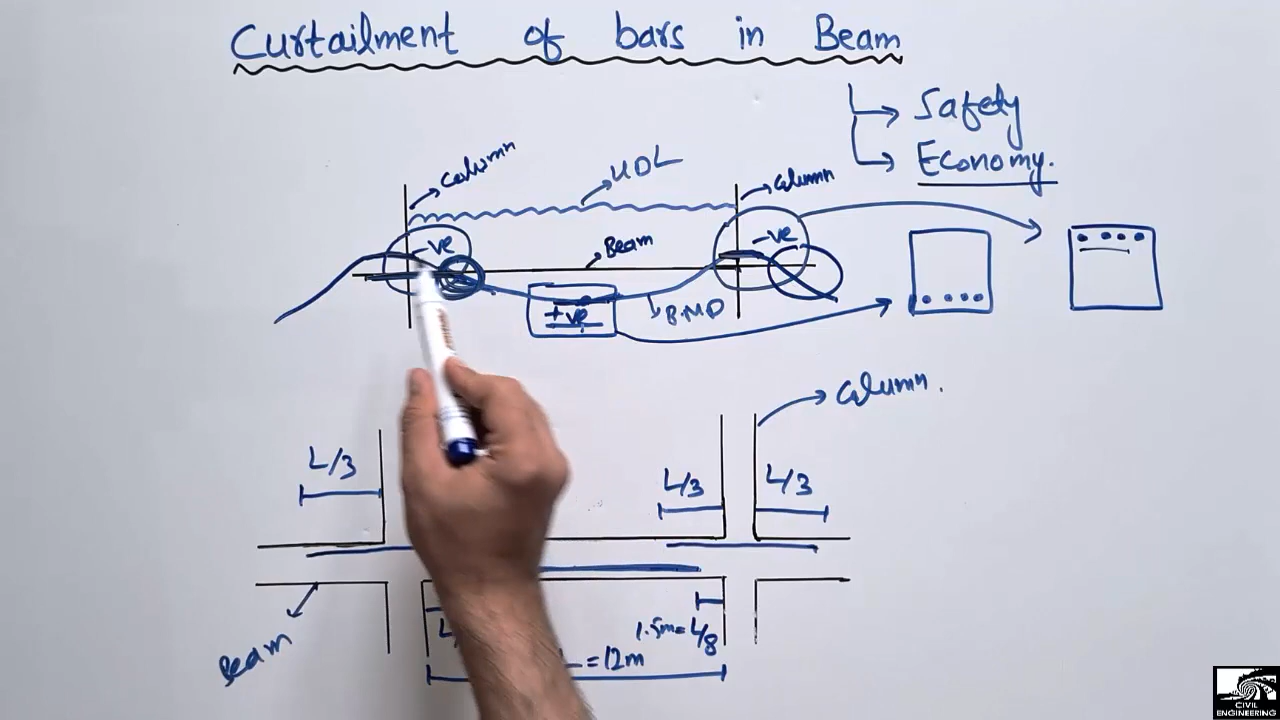 Curtailment of bars in Beam
Safety
Economy.
Column
UDL
Column
-ve
Beam
-ve
+ve
B.M.D
Column.
L/3
L/3
L/3
Beam
1.5m=L/8
L=12m
CIVIL
ENGINEERING